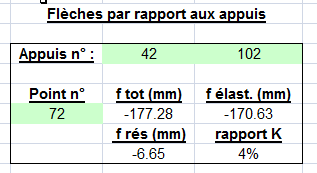 Flèches par rapport aux appuis
Appuis n° : 42 102
Point n° f tot (mm) f élast. (mm)
72 -177.28 -170.63
f rés (mm) rapport K
-6.65 4%